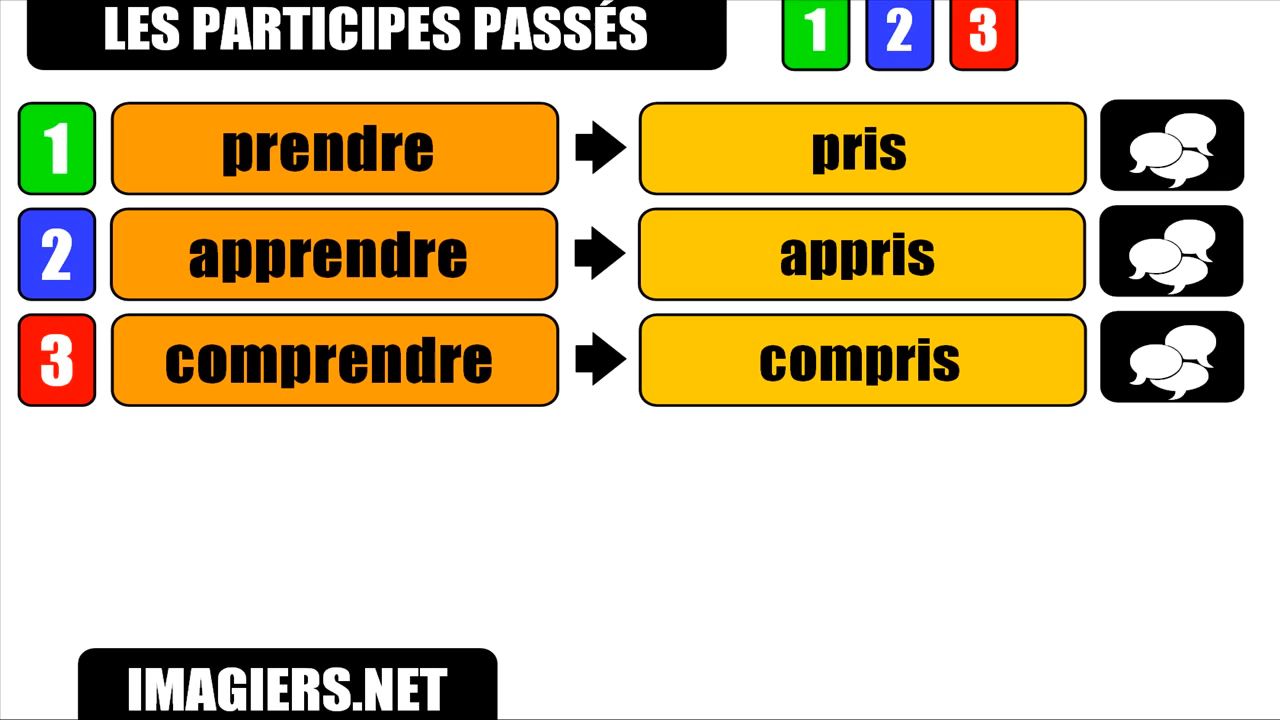 LES PARTICIPES PASSÉS 1 2 3
1 prendre pris
2 apprendre appris
3 comprendre compris
IMAGIERS.NET